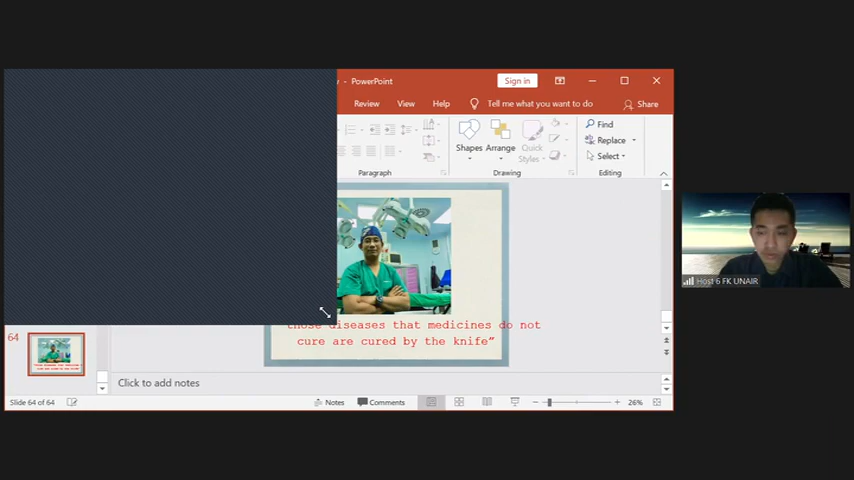 - PowerPoint
Sign in
Review
View
Help
Tell me what you want to do
Share
Shapes
Arrange
Quick
Styles
Find
Replace
Select
Paragraph
Drawing
Editing
those diseases that medicines do not
cure are cured by the knife”
64
Host 6 FK UNAIR
Click to add notes
Slide 64 of 64
Notes
Comments
26%